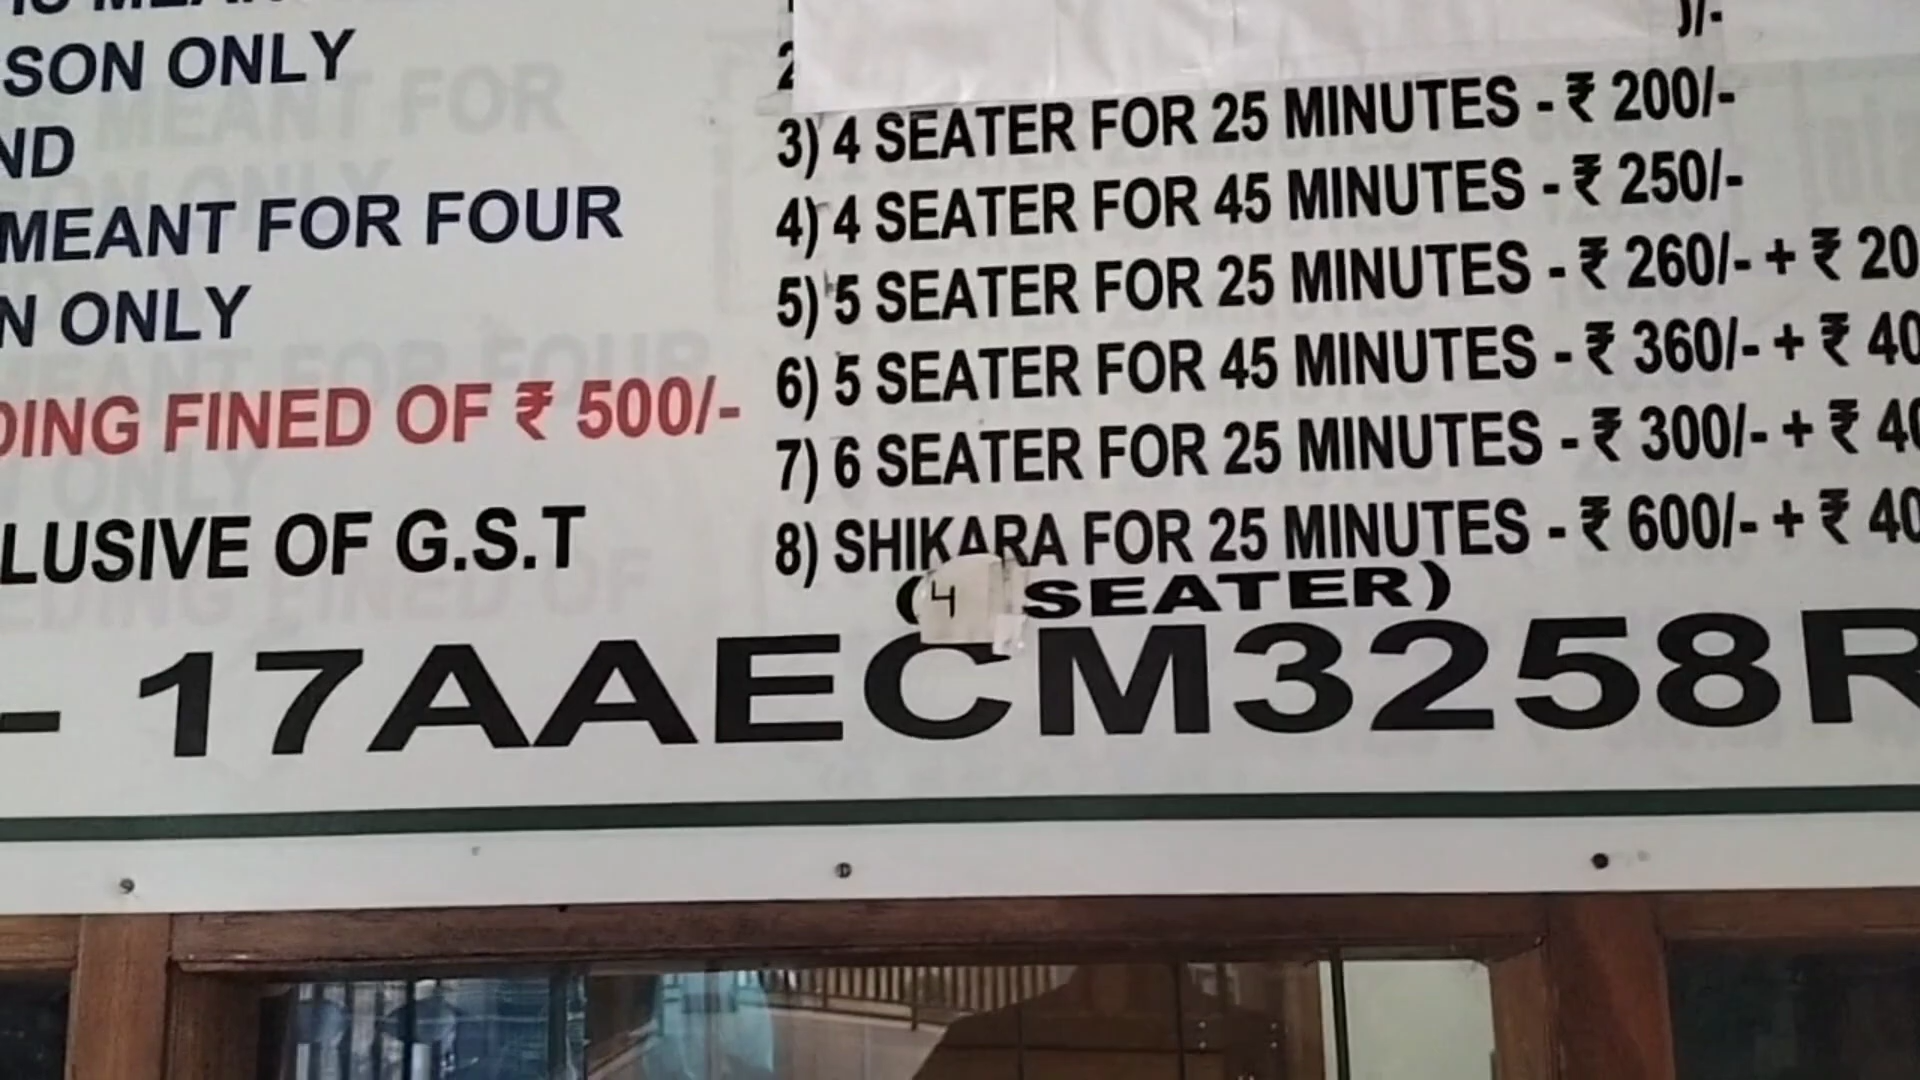 SON ONLY
ND
MEANT FOR FOUR
N ONLY
DING FINED OF ₹ 500/-
LUSIVE OF G.S.T
3) 4 SEATER FOR 25 MINUTES - ₹ 200/-
4) 4 SEATER FOR 45 MINUTES - ₹ 250/-
5) 5 SEATER FOR 25 MINUTES - ₹ 260/- + ₹ 20
6) 5 SEATER FOR 45 MINUTES - ₹ 360/- + ₹ 40
7) 6 SEATER FOR 25 MINUTES - ₹ 300/- + ₹ 40
8) SHIKARA FOR 25 MINUTES - ₹ 600/- + ₹ 40
(4 SEATER)
- 17AAECM3258R